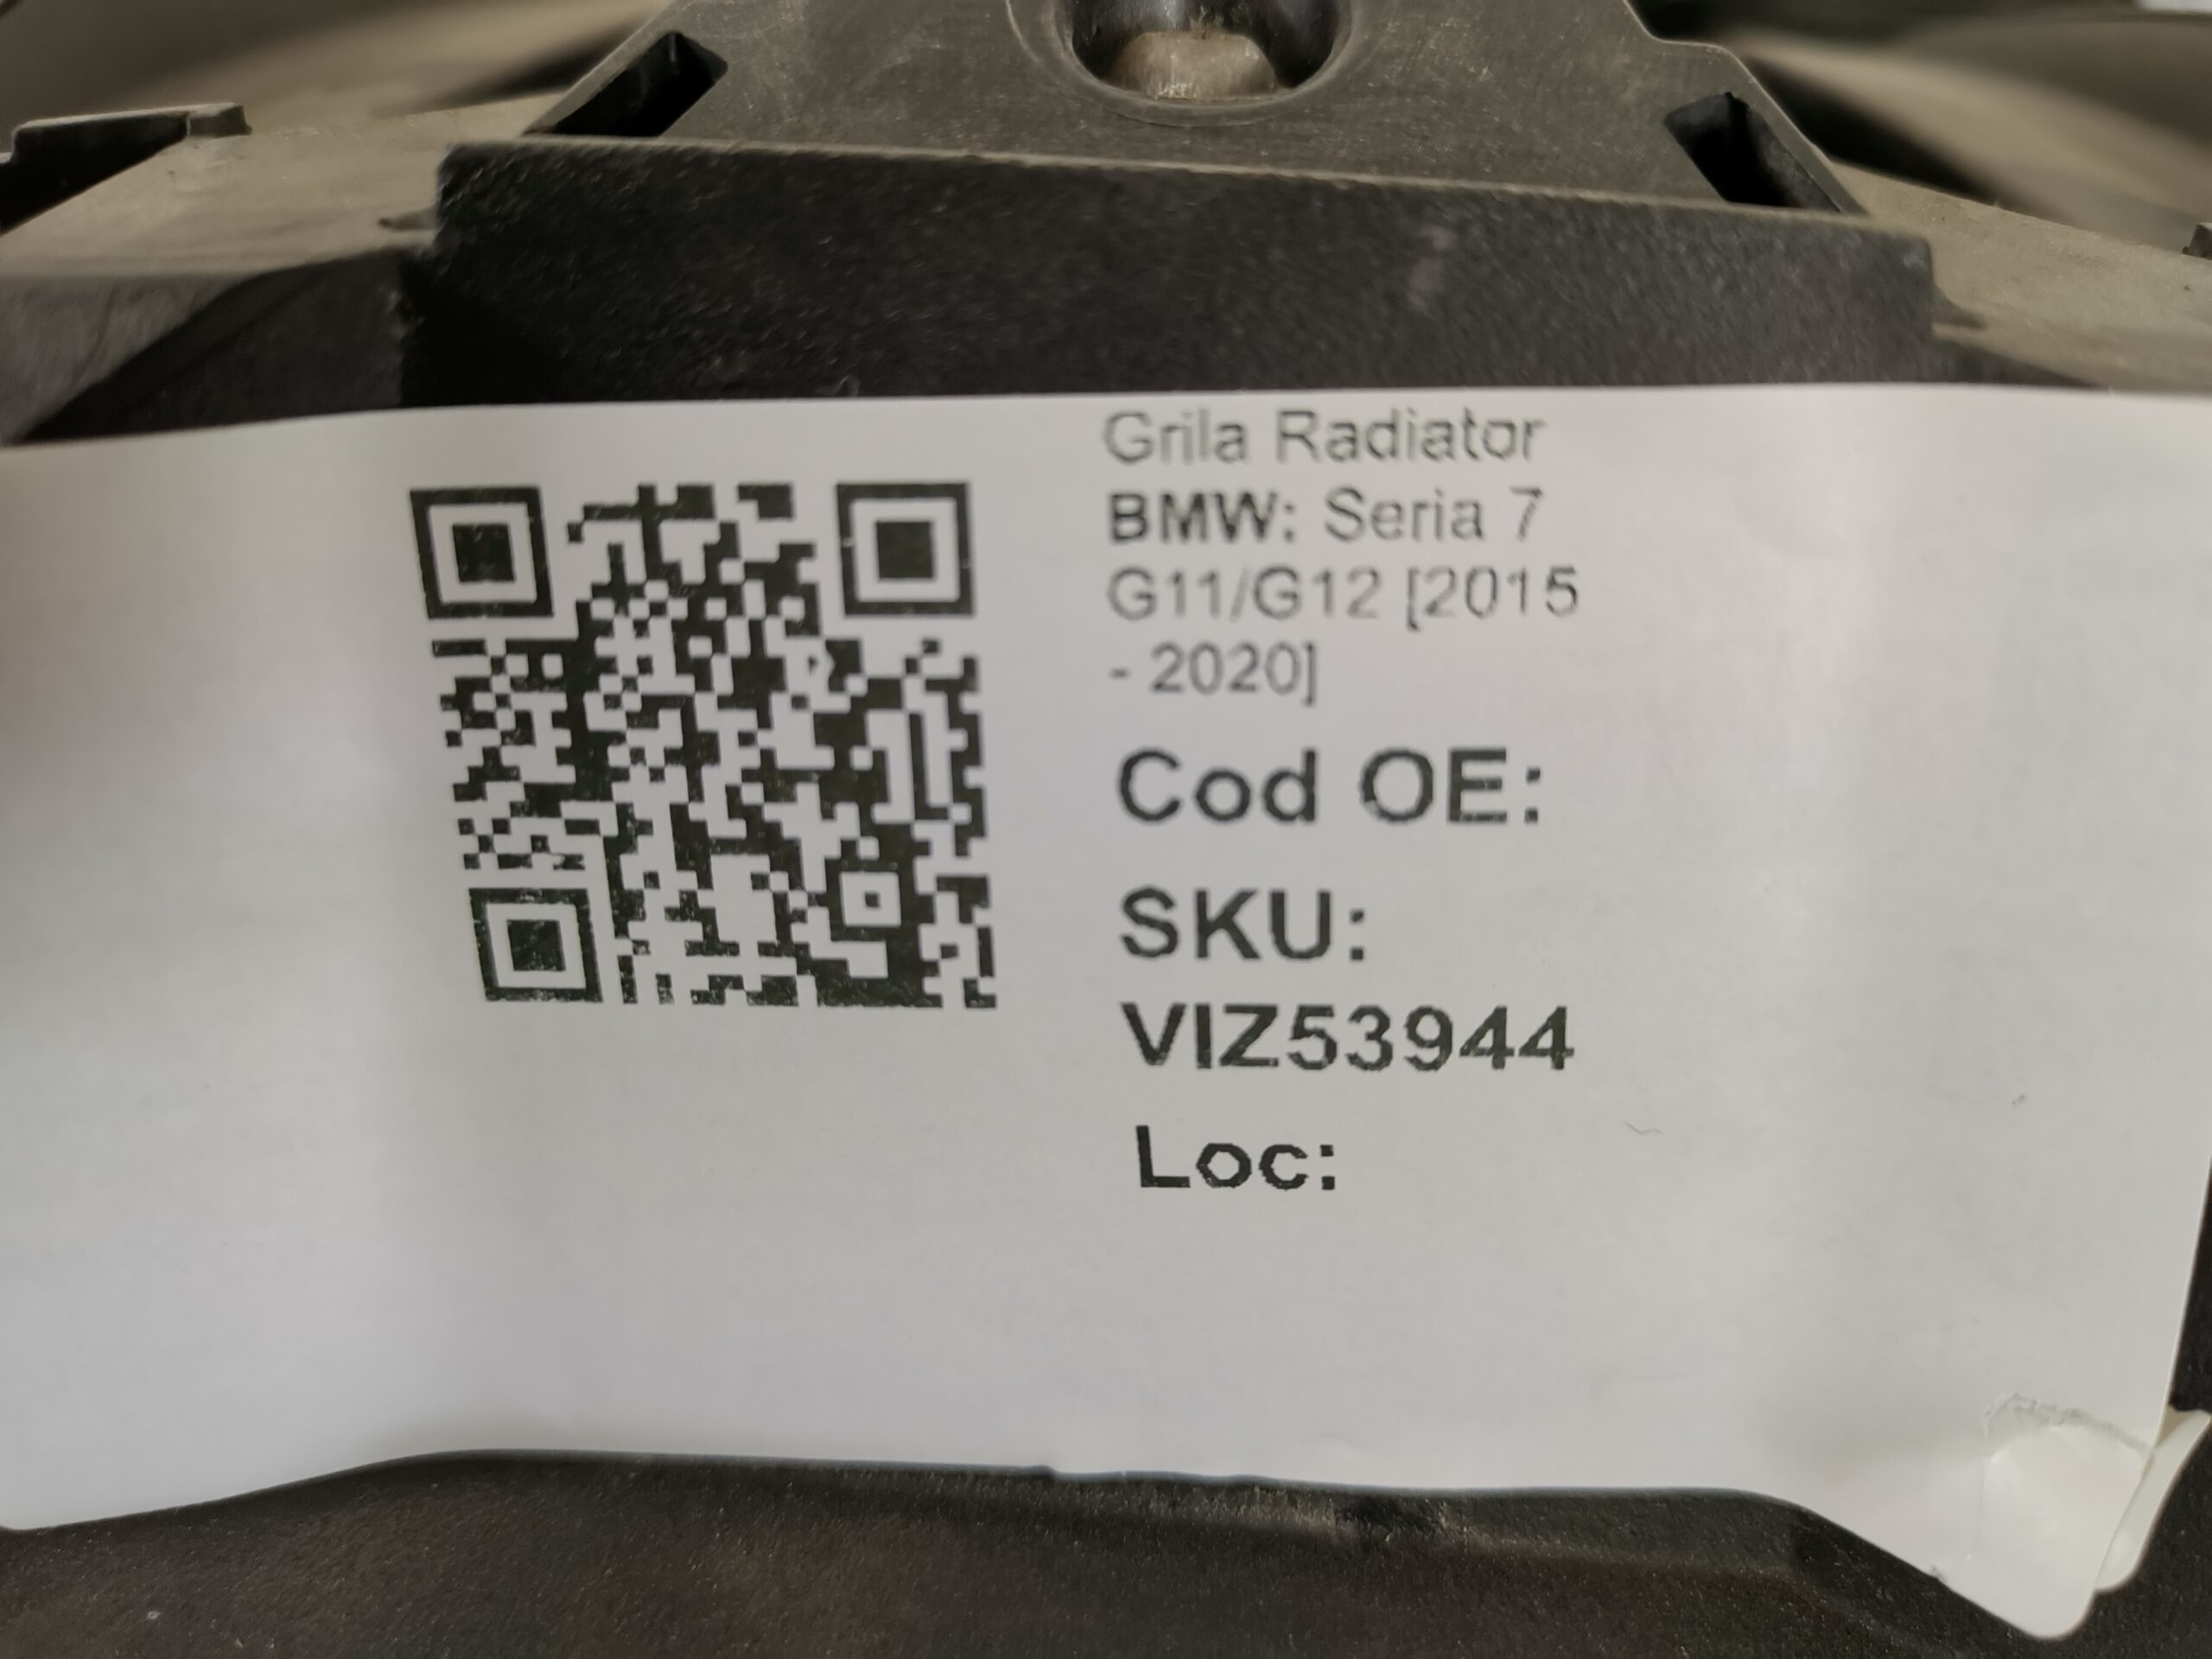 Grila Radiator
BMW: Seria 7
G11/G12 [2015
- 2020]
Cod OE:
SKU:
VIZ53944
Loc: